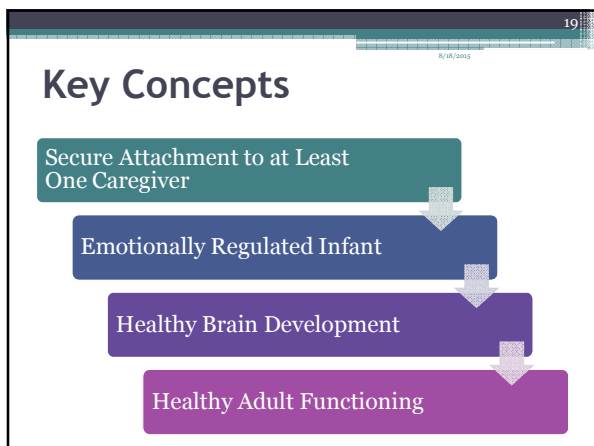 19
8/18/2015
Key Concepts
Secure Attachment to at Least
One Caregiver
Emotionally Regulated Infant
Healthy Brain Development
Healthy Adult Functioning